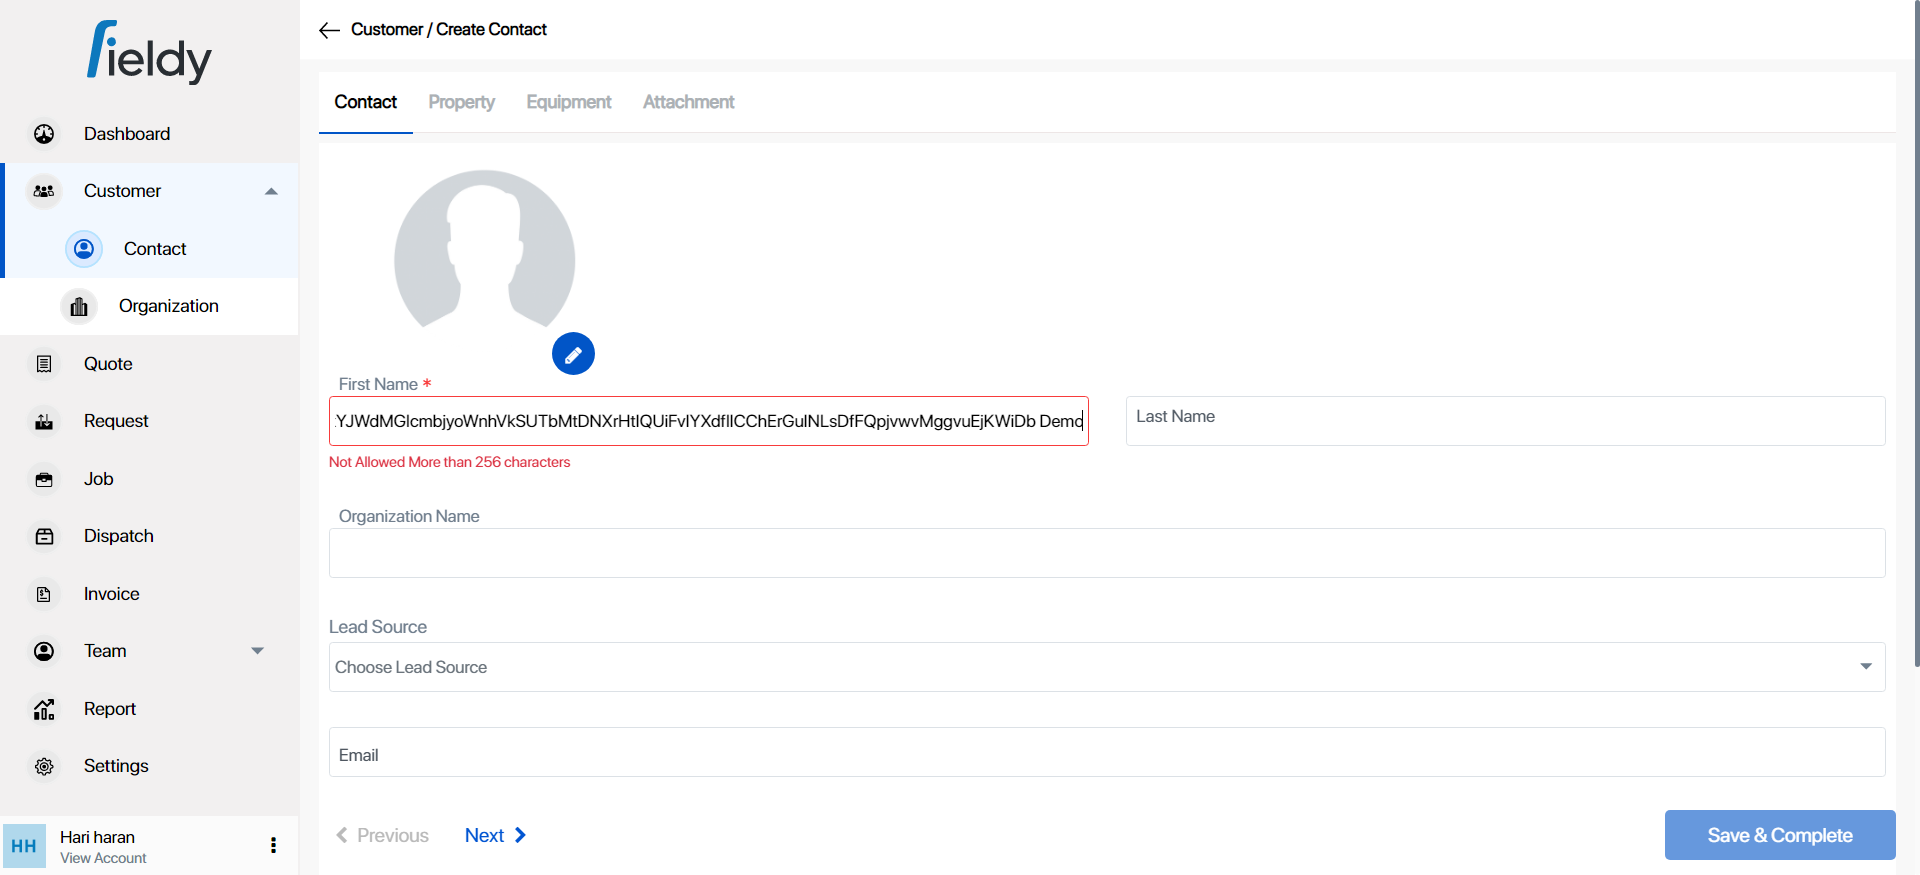 fieldy
Customer / Create Contact
Contact Property Equipment Attachment
Dashboard
Customer
Contact
Organization
Quote
Request
Job
Dispatch
Invoice
Team
Report
Settings
HH
Hari haran
View Account
First Name *
Last Name
Not Allowed More than 256 characters
Organization Name
Lead Source
Choose Lead Source
Email
Previous Next
Save & Complete